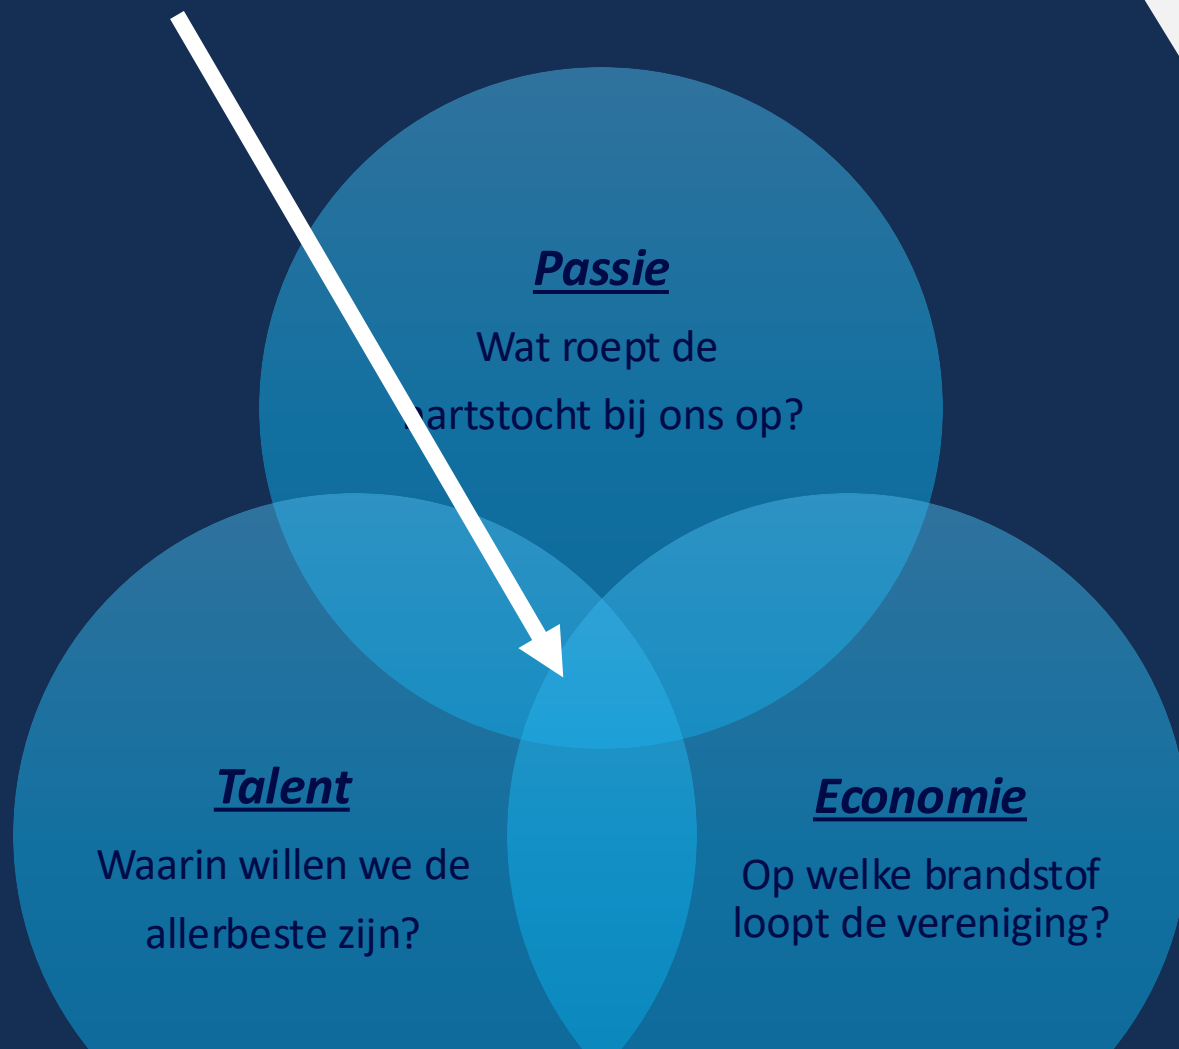 Passie
Wat roept de
hartstocht bij ons op?
Talent
Waarin willen we de
allerbeste zijn?
Economie
Op welke brandstof
loopt de vereniging?